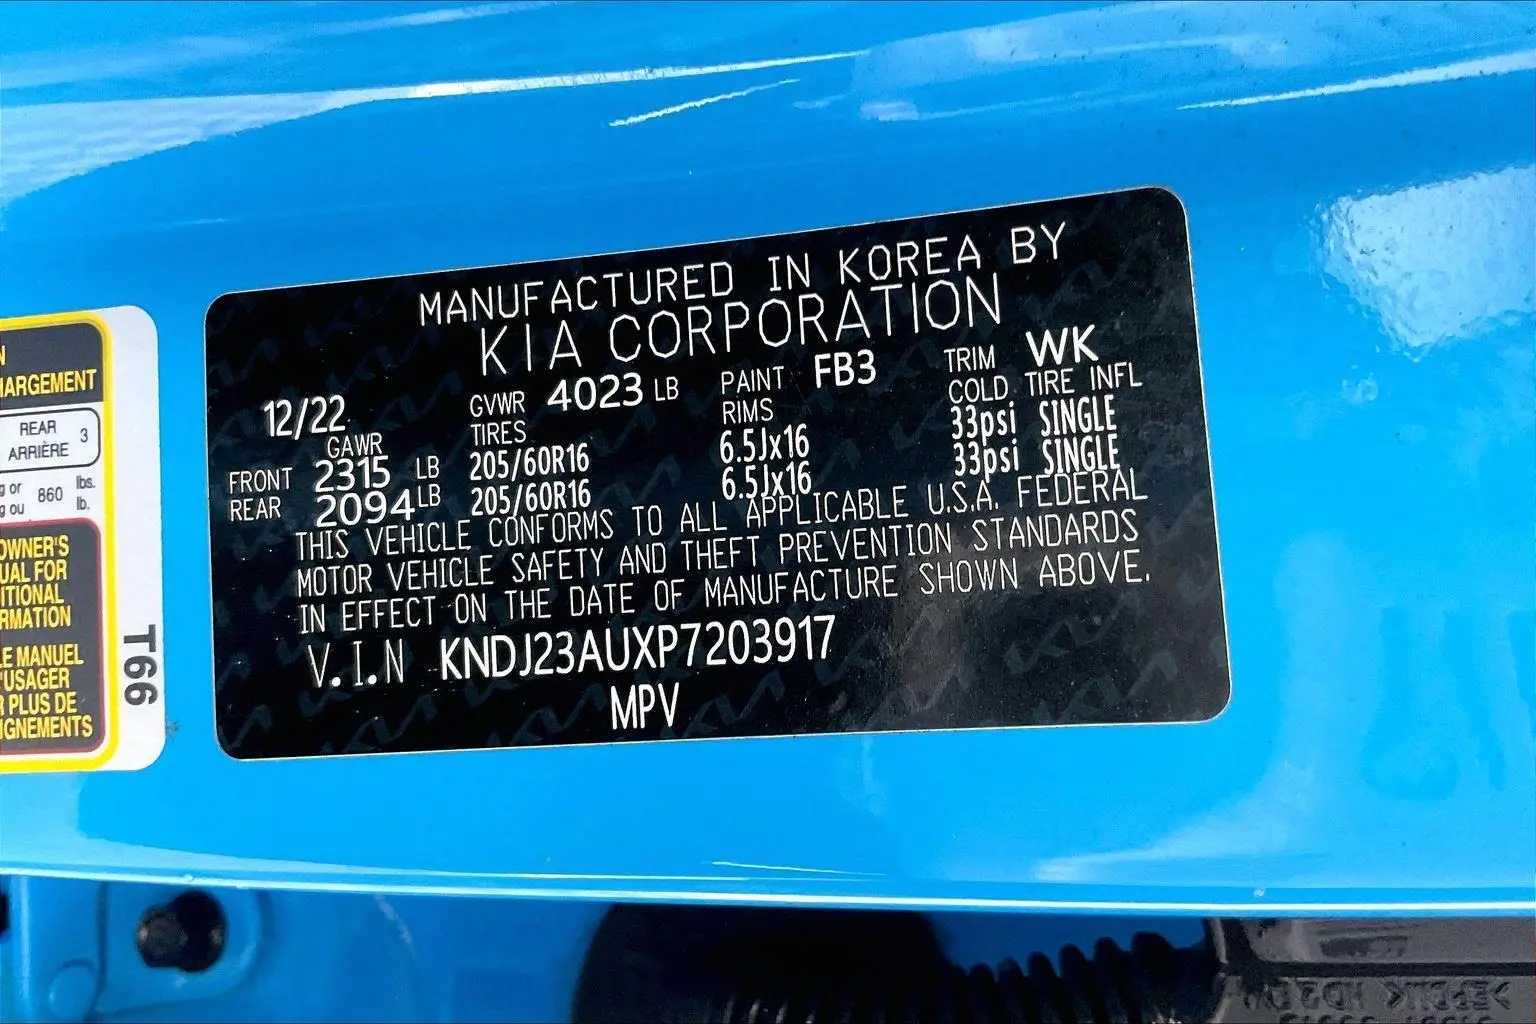 N
HARGEMENT
REAR
ARRIÈRE 3
g or 860 lbs.
g ou lb.
OWNER'S
UAL FOR
ITIONAL
RMATION
LE MANUEL
'USAGER
R PLUS DE
IGNEMENTS
T66
MANUFACTURED IN KOREA BY
KIA CORPORATION
12/22 GVWR 4023 LB PAINT FB3 TRIM WK
GAWR TIRES RIMS COLD TIRE INFL
FRONT 2315 LB 205/60R16 6.5Jx16 33psi SINGLE
REAR 2094 LB 205/60R16 6.5Jx16 33psi SINGLE
THIS VEHICLE CONFORMS TO ALL APPLICABLE U.S.A. FEDERAL
MOTOR VEHICLE SAFETY AND THEFT PREVENTION STANDARDS
IN EFFECT ON THE DATE OF MANUFACTURE SHOWN ABOVE.
V.I.N KNDJ23AUXP7203917
MPV